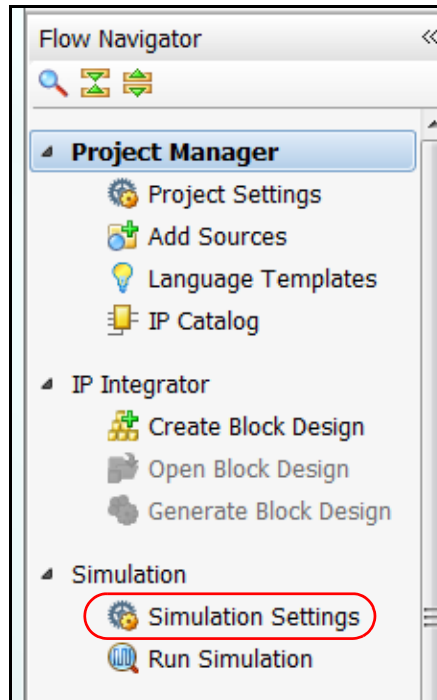 Flow Navigator
Project Manager
Project Settings
Add Sources
Language Templates
IP Catalog
IP Integrator
Create Block Design
Open Block Design
Generate Block Design
Simulation
Simulation Settings
Run Simulation